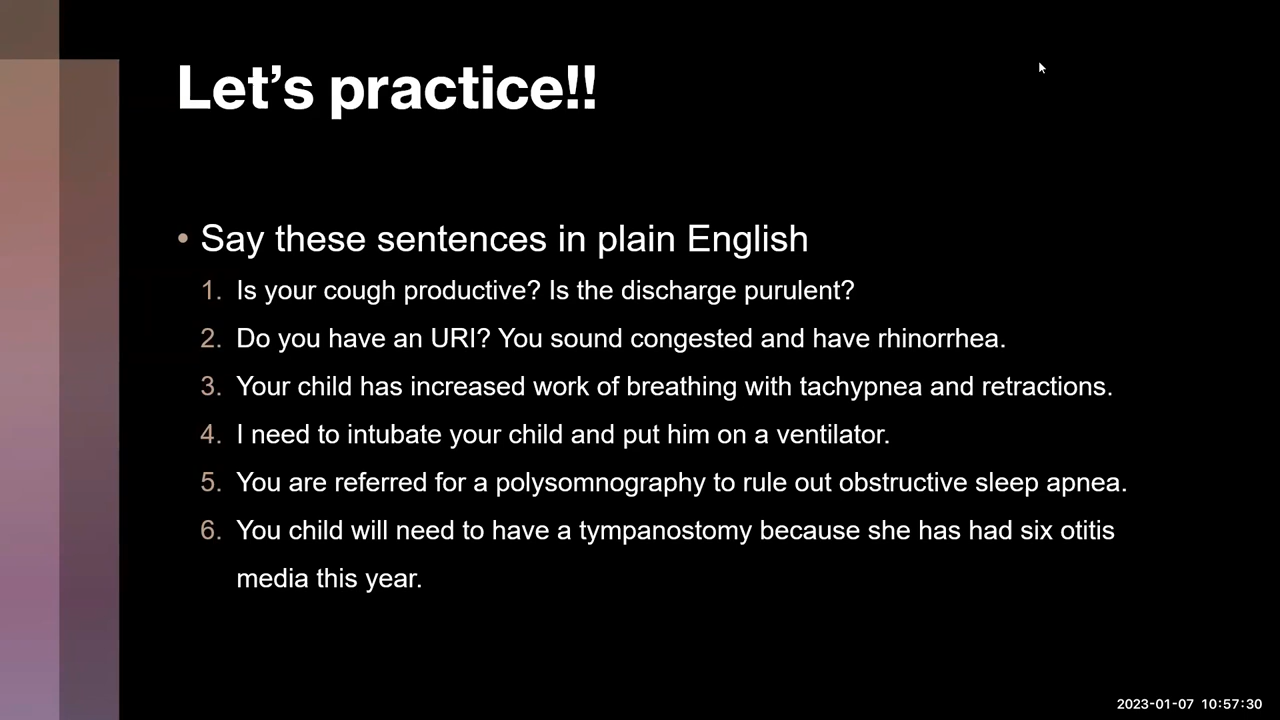 Let's practice!!
• Say these sentences in plain English
1. Is your cough productive? Is the discharge purulent?
2. Do you have an URI? You sound congested and have rhinorrhea.
3. Your child has increased work of breathing with tachypnea and retractions.
4. I need to intubate your child and put him on a ventilator.
5. You are referred for a polysomnography to rule out obstructive sleep apnea.
6. You child will need to have a tympanostomy because she has had six otitis
media this year.
2023-01-07 10:57:30